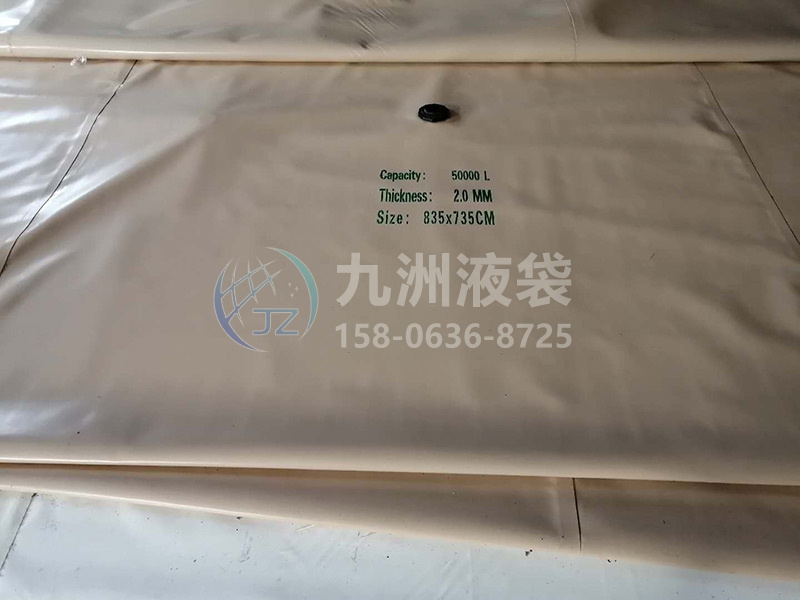 Capacity: 50000 L
Thickness: 2.0 MM
Size: 835x735CM
JZ
九洲液袋
158-0636-8725